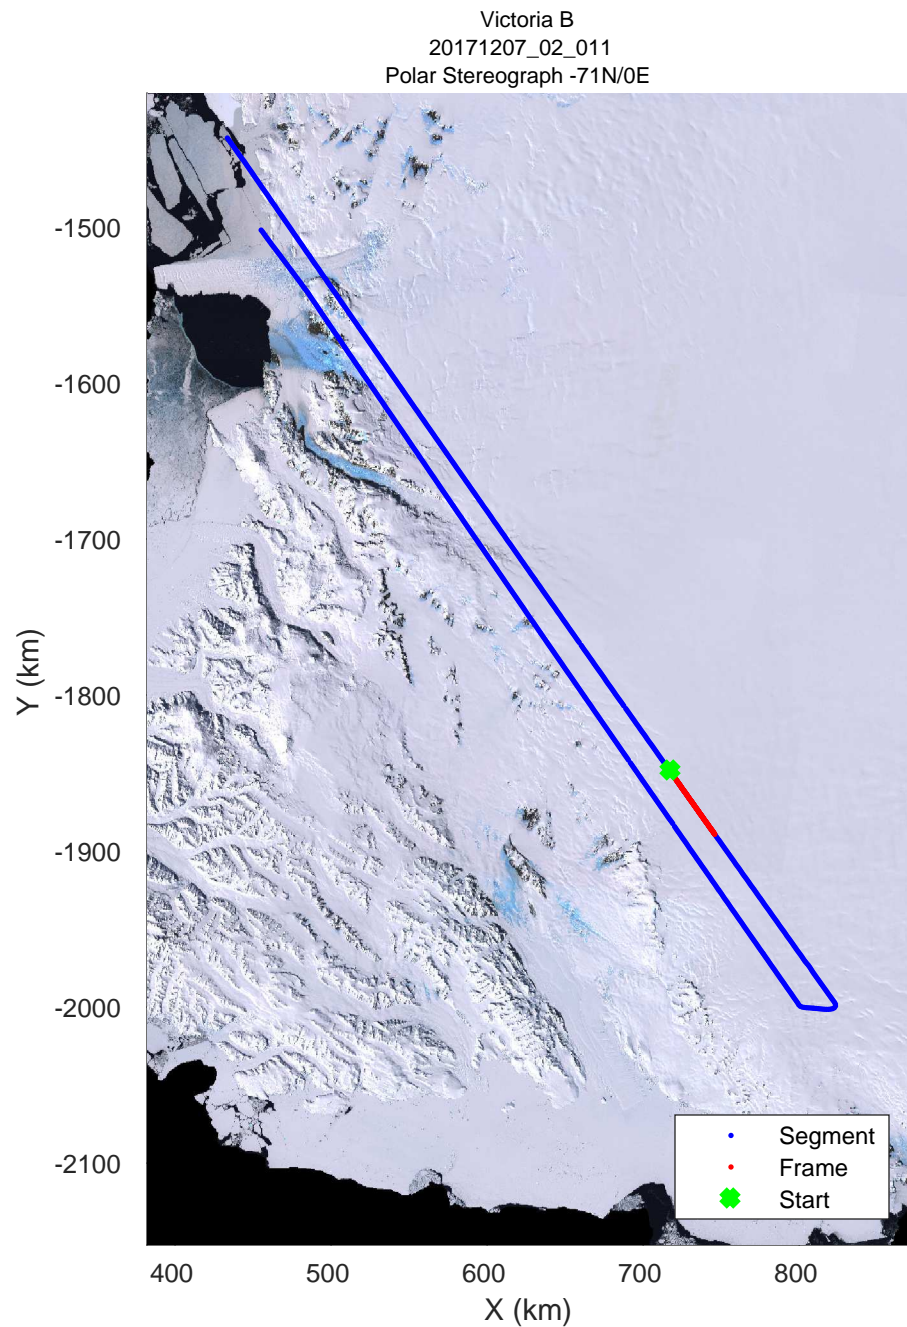 Victoria B
20171207_02_011
Polar Stereograph -71N/0E
-1500
-1600
-1700
-1800
-1900
-2000
-2100
Y (km)
400
500
600
700
800
X (km)
Segment
Frame
Start